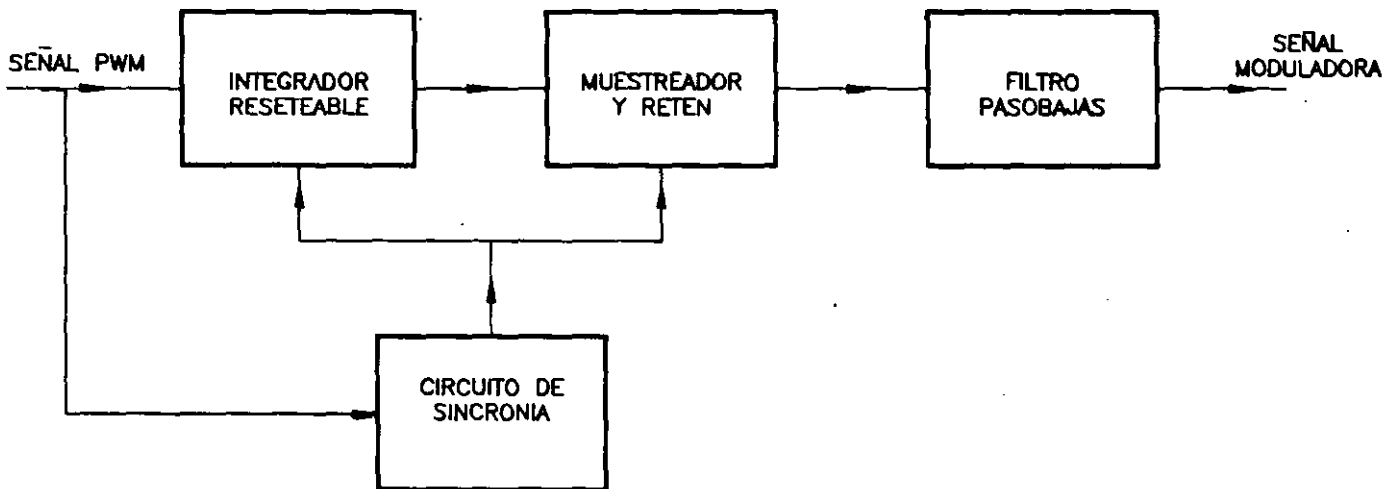 SEÑAL PWM
INTEGRADOR
RESETEABLE
MUESTREADOR
Y RETEN
FILTRO
PASOBAJAS
SEÑAL
MODULADORA
CIRCUITO DE
SINCRONIA